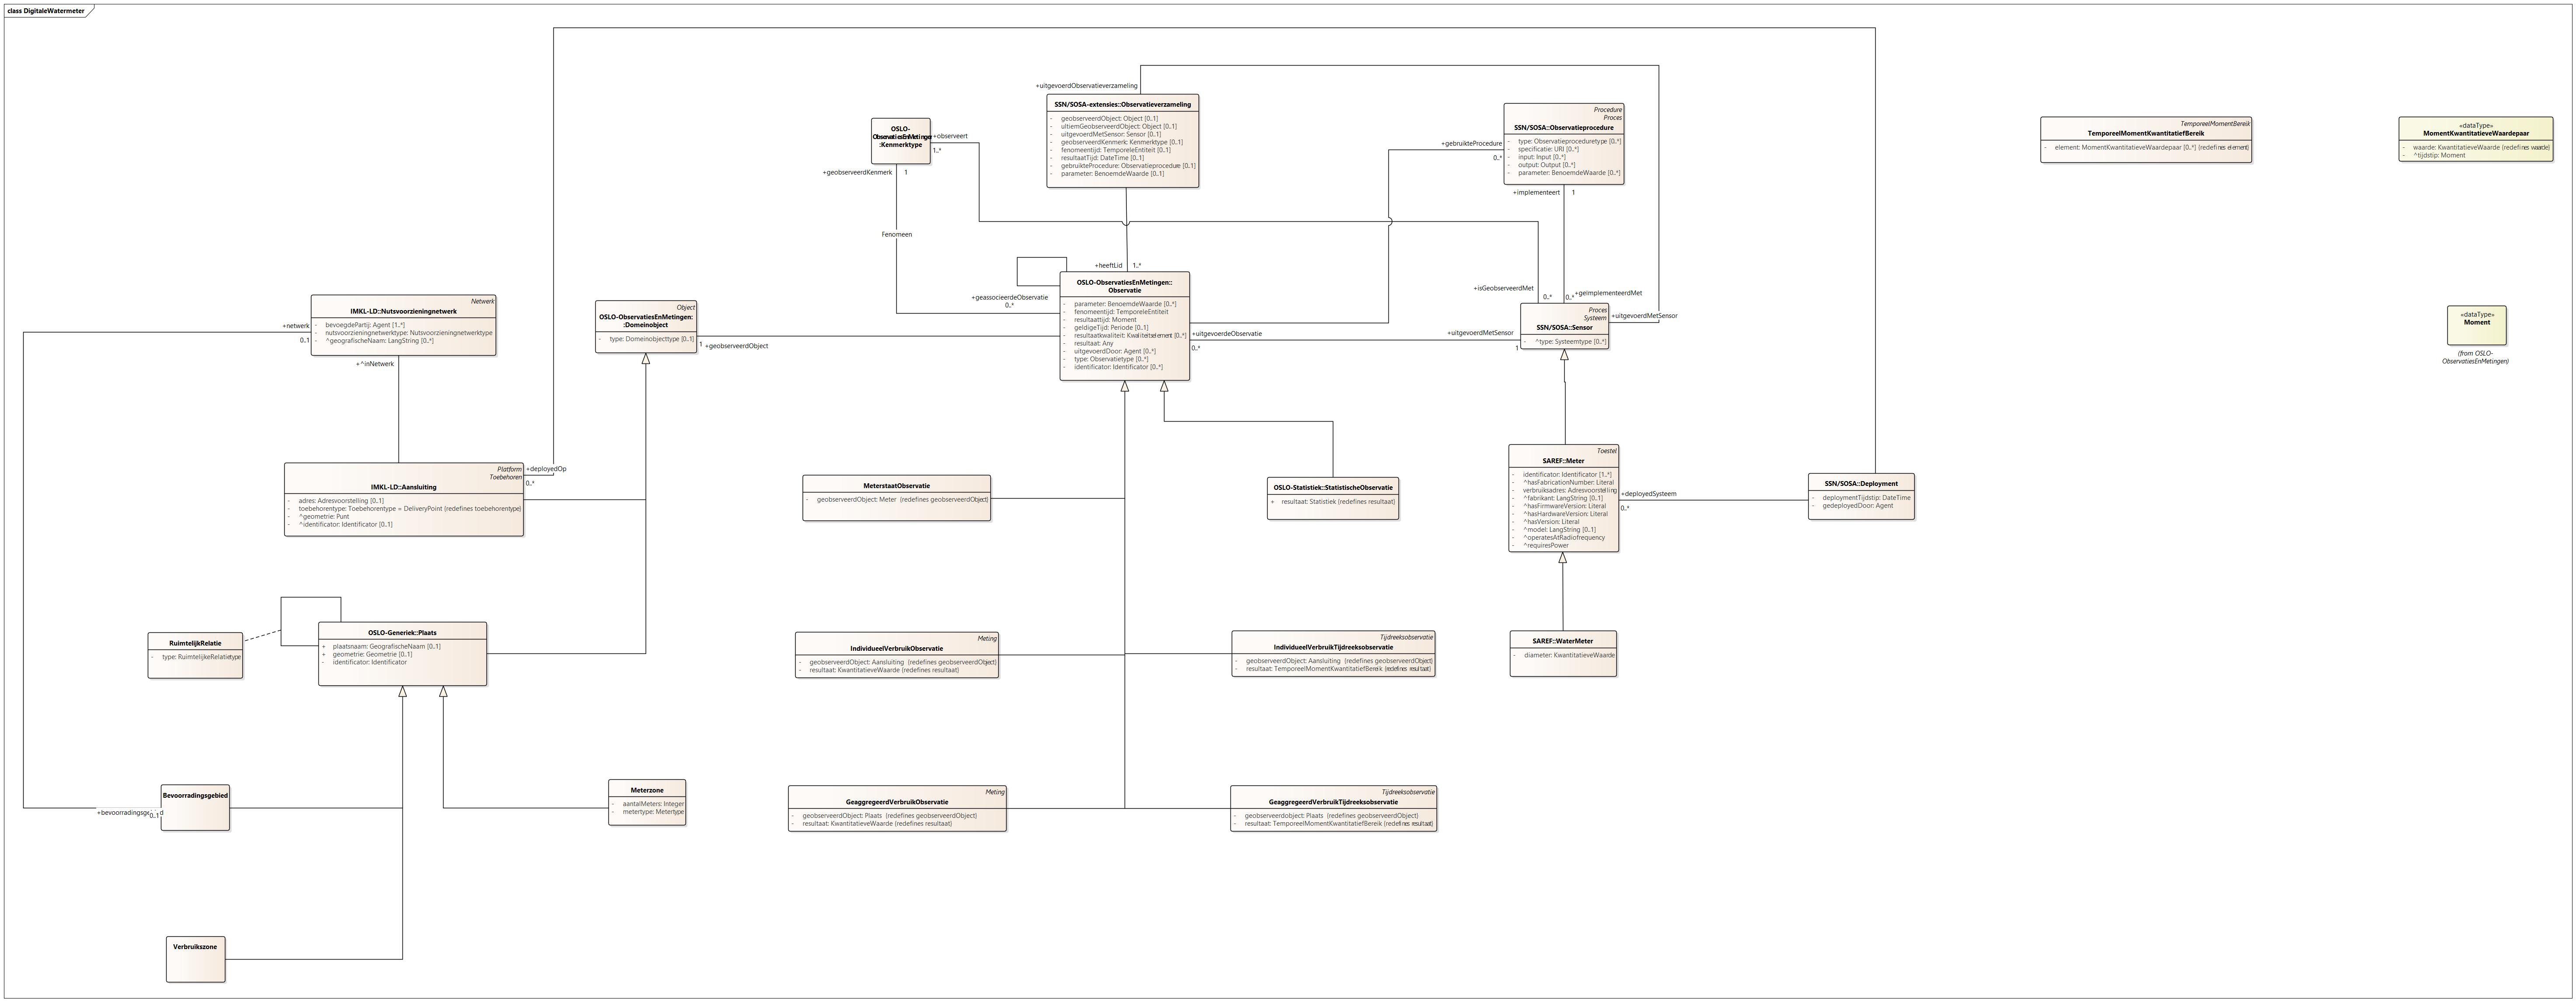 class DigitaleWatermeter
+uitgevoerdObservatieverzameling
SSN/SOSA-extensies::Observatieverzameling
- geobserveerdObject: Object [0..1]
- ultiemGeobserveerdObject: Object [0..1]
- uitgevoerdMetSensor: Sensor [0..1]
- geobserveerdKenmerk: Kenmerktype [0..1]
- fenomeentijd: TemporeleEntiteit [0..1]
- resultaatTijd: DateTime [0..1]
- gebruikteProcedure: Observatieprocedure [0..1]
- parameter: BenoemdeWaarde [0..1]
OSLO-
ObservatiesEnMetingen:
:Kenmerktype
+observeert
1..*
+geobserveerdKenmerk
1
Fenomeen
Procedure
Proces
SSN/SOSA::Observatieprocedure
- type: Observatieproceduretype [0..*]
- specificatie: URI [0..*]
- input: Input [0..*]
- output: Output [0..*]
- parameter: BenoemdeWaarde [0..*]
+gebruikteProcedure
0..*
+implementeert
1
TemporeelMomentBereik
TemporeelMomentKwantitatiefBereik
- element: MomentKwantitatieveWaardepaar [0..*] {redefines element}
«dataType»
MomentKwantitatieveWaardepaar
- waarde: KwantitatieveWaarde {redefines waarde}
- ^tijdstip: Moment
+heeftLid
1..*
+geassocieerdeObservatie
0..*
OSLO-ObservatiesEnMetingen::
Observatie
- parameter: BenoemdeWaarde [0..*]
- fenomeentijd: TemporeleEntiteit
- resultaattijd: Moment
- geldigeTijd: Periode [0..1]
- resultaatkwaliteit: Kwaliteitselement [0..*]
- resultaat: Any
- uitgevoerdDoor: Agent [0..*]
- type: Observatietype [0..*]
- identificator: Identificator [0..*]
+isGeobserveerdMet
0..*
0..*
+geimplementeerdMet
Proces
Systeem
SSN/SOSA::Sensor
- ^type: Systeemtype [0..*]
+uitgevoerdMetSensor
+uitgevoerdeObservatie
0..*
+uitgevoerdMetSensor
1
«dataType»
Moment
(from OSLO-
ObservatiesEnMetingen)
Netwerk
IMKL-LD::Nutsvoorzieningnetwerk
- bevoegdePartij: Agent [1..*]
- nutsvoorzieningnetwerktype: Nutsvoorzieningnetwerktype
- ^geografischeNaam: LangString [0..*]
+netwerk
0..1
+^inNetwerk
Object
OSLO-ObservatiesEnMetingen:
:Domeinobject
- type: Domeinobjecttype [0..1]
1
+geobserveerdObject
Platform
Toebehoren
IMKL-LD::Aansluiting
- adres: Adresvoorstelling [0..1]
- toebehorentype: Toebehorentype = DeliveryPoint {redefines toebehorentype}
- ^geometrie: Punt
- ^identificator: Identificator [0..1]
+deployedOp
0..*
MeterstaatObservatie
- geobserveerdObject: Meter {redefines geobserveerdObject}
OSLO-Statistiek::StatistischeObservatie
+ resultaat: Statistiek {redefines resultaat}
Toestel
SAREF::Meter
- identificator: Identificator [1..*]
- ^hasFabricationNumber: Literal
- verbruiksadres: Adresvoorstelling
- ^fabrikant: LangString [0..1]
- ^hasFirmwareVersion: Literal
- ^hasHardwareVersion: Literal
- ^hasVersion: Literal
- ^model: LangString [0..1]
- ^operatesAtRadiofrequency
- ^requiresPower
+deployedSysteem
0..*
SSN/SOSA::Deployment
- deploymentTijdstip: DateTime
- gedeployedDoor: Agent
RuimtelijkRelatie
- type: RuimtelijkeRelatietype
OSLO-Generiek::Plaats
+ plaatsnaam: GeografischeNaam [0..1]
+ geometrie: Geometrie [0..1]
- identificator: Identificator
Meting
IndividueelVerbruikObservatie
- geobserveerdObject: Aansluiting {redefines geobserveerdObject}
- resultaat: KwantitatieveWaarde {redefines resultaat}
Tijdreeksobservatie
IndividueelVerbruikTijdreeksobservatie
- geobserveerdObject: Aansluiting {redefines geobserveerdObject}
- resultaat: TemporeelMomentKwantitatiefBereik {redefines resultaat}
SAREF::WaterMeter
- diameter: KwantitatieveWaarde
Bevoorradingsgebied
0..1
Meterzone
- aantalMeters: Integer
- metertype: Metertype
Meting
GeaggregeerdVerbruikObservatie
- geobserveerdObject: Plaats {redefines geobserveerdObject}
- resultaat: KwantitatieveWaarde {redefines resultaat}
Tijdreeksobservatie
GeaggregeerdVerbruikTijdreeksobservatie
- geobserveerdobject: Plaats {redefines geobserveerdObject}
- resultaat: TemporeelMomentKwantitatiefBereik {redefines resultaat}
Verbruikszone